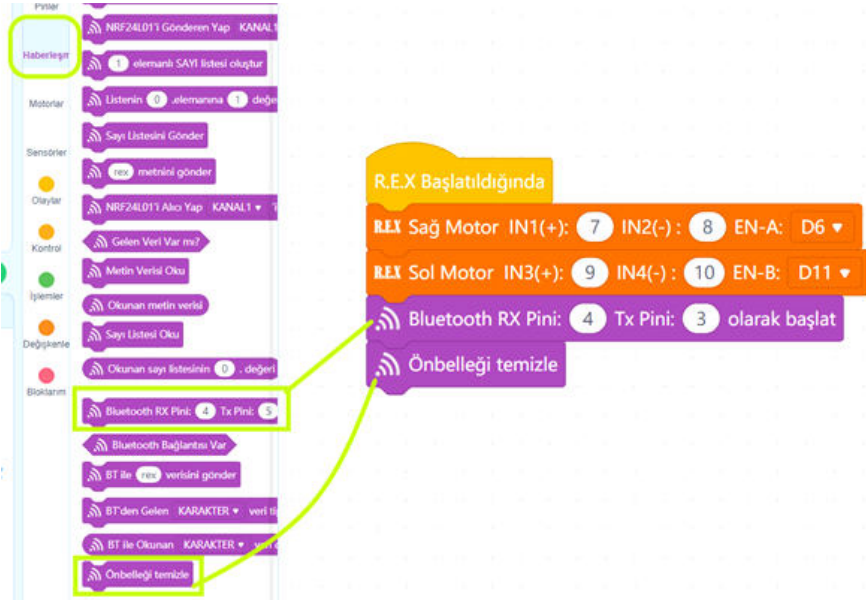 Pinler
Haberleşm
Motorlar
Sensörler
Olaylar
Kontrol
İşlemler
Değişkenle
Bloklarım
NRF24L01'i Gönderen Yap KANAL1
1 elemanlı SAYI listesi oluştur
Listenin 0 .elemanına 1 değe
Sayı Listesini Gönder
rex metnini gönder
NRF24L01'i Alıcı Yap KANAL1
Gelen Veri Var mı?
Metin Verisi Oku
Okunan metin verisi
Sayı Listesi Oku
Okunan sayı listesinin 0 . değeri
Bluetooth RX Pini: 4 Tx Pini: 5
Bluetooth Bağlantısı Var
BT ile rex verisini gönder
BT'den Gelen KARAKTER veri ti
BT ile Okunan KARAKTER
Önbelleği temizle
R.E.X Başlatıldığında
R.E.X Sağ Motor IN1(+): 7 IN2(-) : 8 EN-A: D6
R.E.X Sol Motor IN3(+): 9 IN4(-) : 10 EN-B: D11
Bluetooth RX Pini: 4 Tx Pini: 3 olarak başlat
Önbelleği temizle